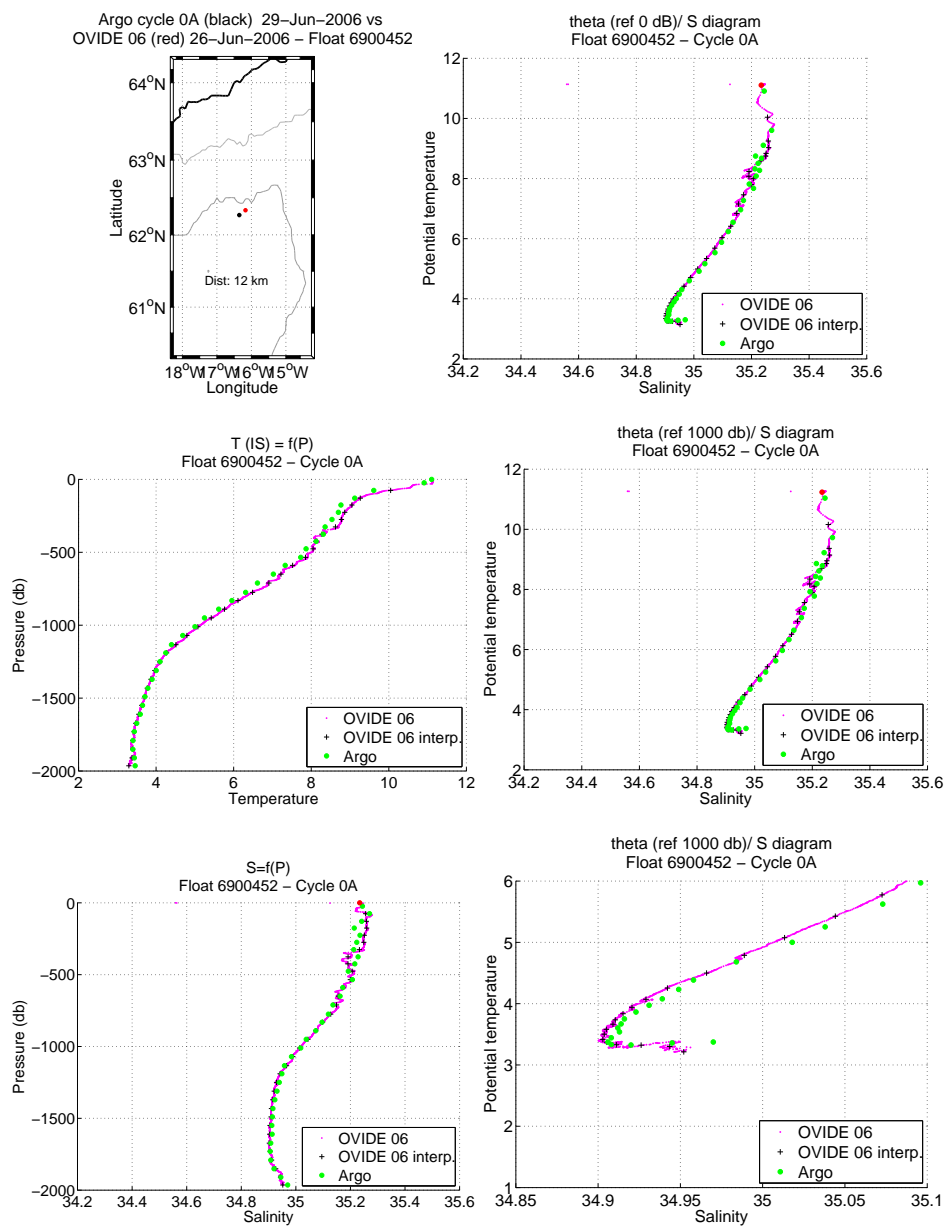 Argo cycle 0A (black)  29−Jun−2006 vs
OVIDE 06 (red) 26−Jun−2006 − Float 6900452
64°N
63°N
62°N
61°N
Latitude
Dist: 12 km
18°W 17°W 16°W 15°W
Longitude
theta (ref 0 dB)/ S diagram
Float 6900452 − Cycle 0A
12
10
8
6
4
2
Potential temperature
OVIDE 06
OVIDE 06 interp.
Argo
34.2 34.4 34.6 34.8 35 35.2 35.4 35.6
Salinity
T (IS) = f(P)
Float 6900452 − Cycle 0A
0
−500
−1000
−1500
−2000
Pressure (db)
OVIDE 06
OVIDE 06 interp.
Argo
2 4 6 8 10 12
Temperature
theta (ref 1000 db)/ S diagram
Float 6900452 − Cycle 0A
12
10
8
6
4
2
Potential temperature
OVIDE 06
OVIDE 06 interp.
Argo
34.2 34.4 34.6 34.8 35 35.2 35.4 35.6
Salinity
S=f(P)
Float 6900452 − Cycle 0A
0
−500
−1000
−1500
−2000
Pressure (db)
OVIDE 06
OVIDE 06 interp.
Argo
34.2 34.4 34.6 34.8 35 35.2 35.4 35.6
Salinity
theta (ref 1000 db)/ S diagram
Float 6900452 − Cycle 0A
6
5
4
3
2
1
Potential temperature
OVIDE 06
OVIDE 06 interp.
Argo
34.85 34.9 34.95 35 35.05 35.1
Salinity